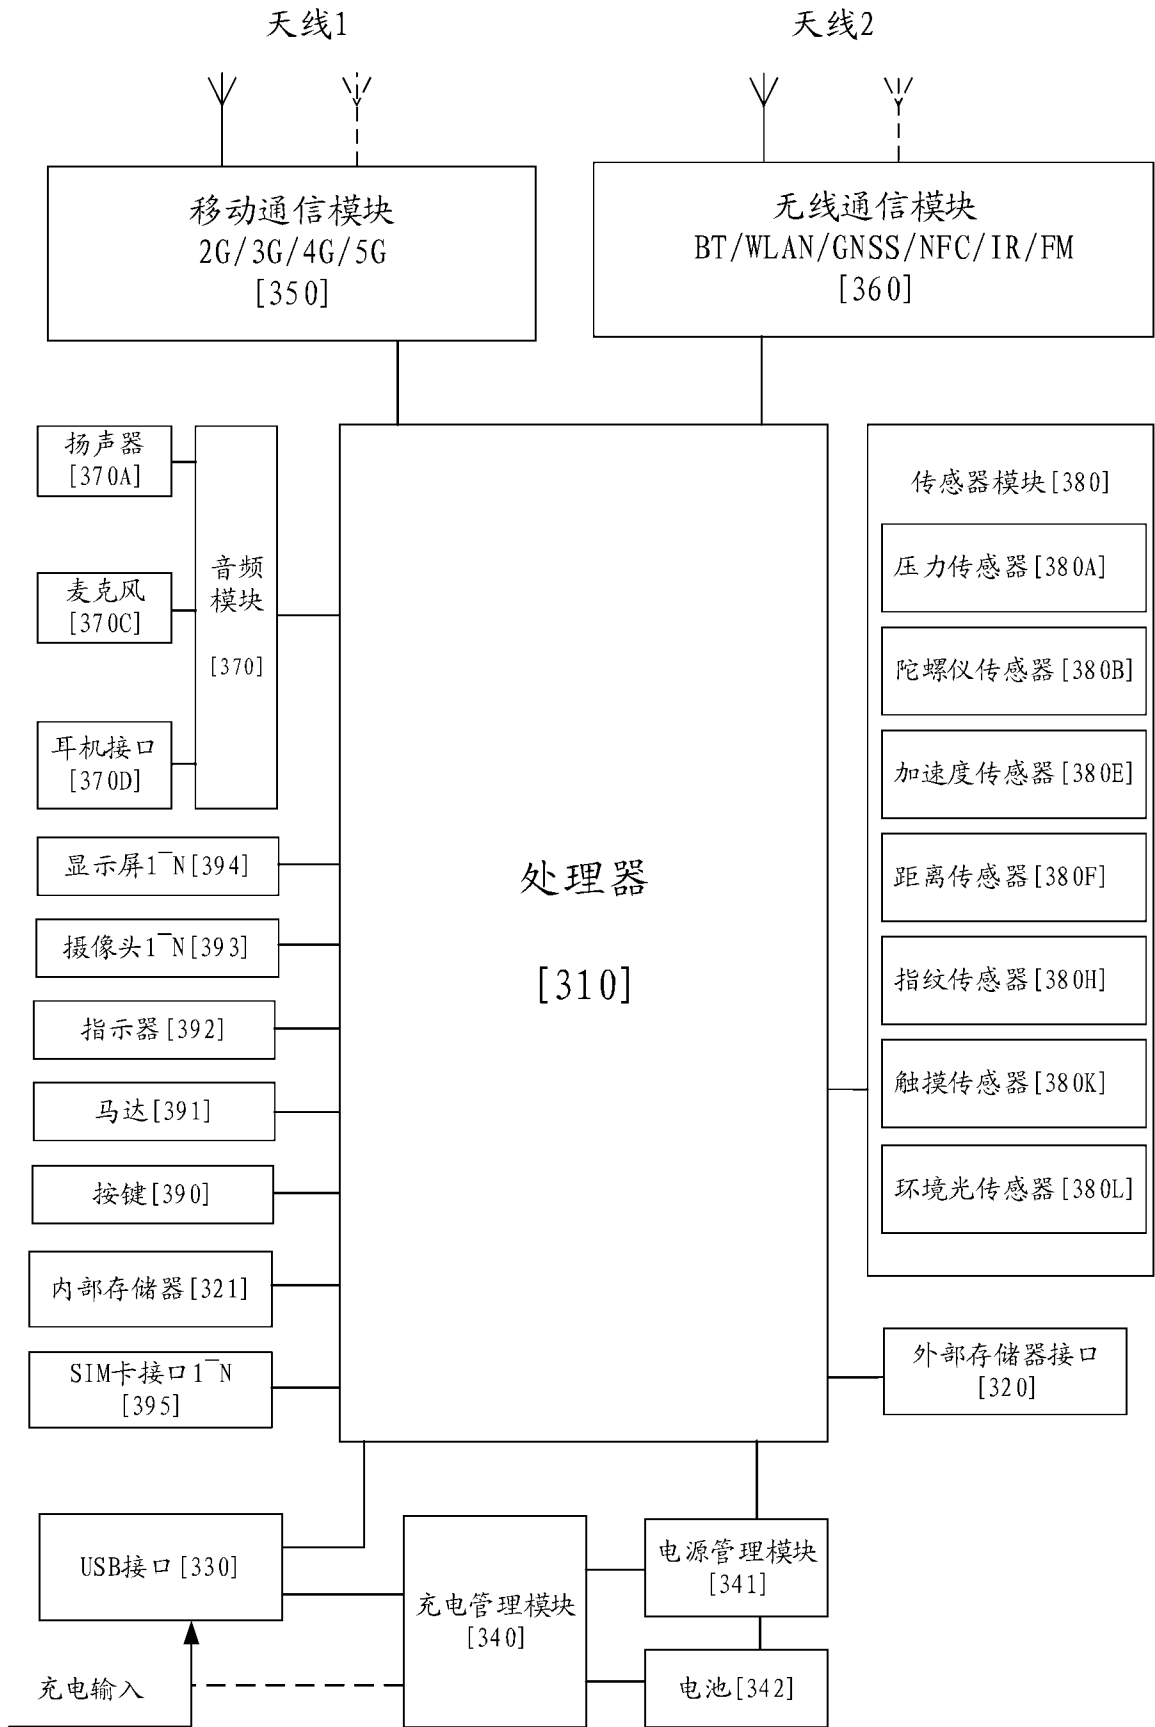 天线1
天线2
移动通信模块
2G/3G/4G/5G
[350]
无线通信模块
BT/WLAN/GNSS/NFC/IR/FM
[360]
扬声器
[370A]
麦克风
[370C]
耳机接口
[370D]
音频
模块
[370]
显示屏1‾N[394]
摄像头1‾N[393]
指示器[392]
马达[391]
按键[390]
内部存储器[321]
SIM卡接口1‾N
[395]
处理器
[310]
传感器模块[380]
压力传感器[380A]
陀螺仪传感器[380B]
加速度传感器[380E]
距离传感器[380F]
指纹传感器[380H]
触摸传感器[380K]
环境光传感器[380L]
外部存储器接口
[320]
USB接口[330]
充电管理模块
[340]
电源管理模块
[341]
电池[342]
充电输入